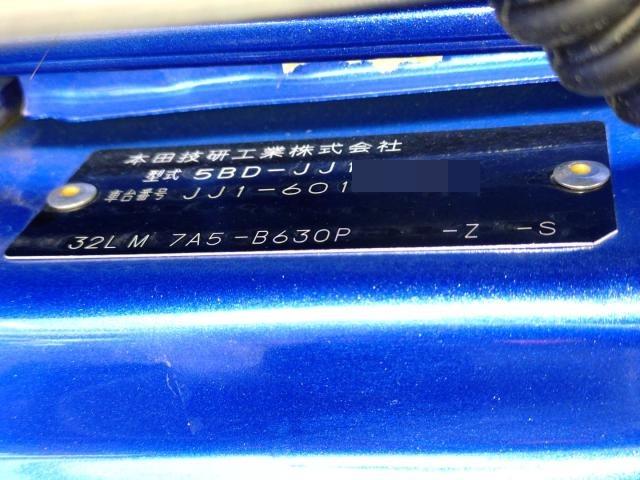 本田技研工業株式会社
型式 5BD-JJ1
車台番号 JJ1-601
32LM 7A5-B630P -Z -S